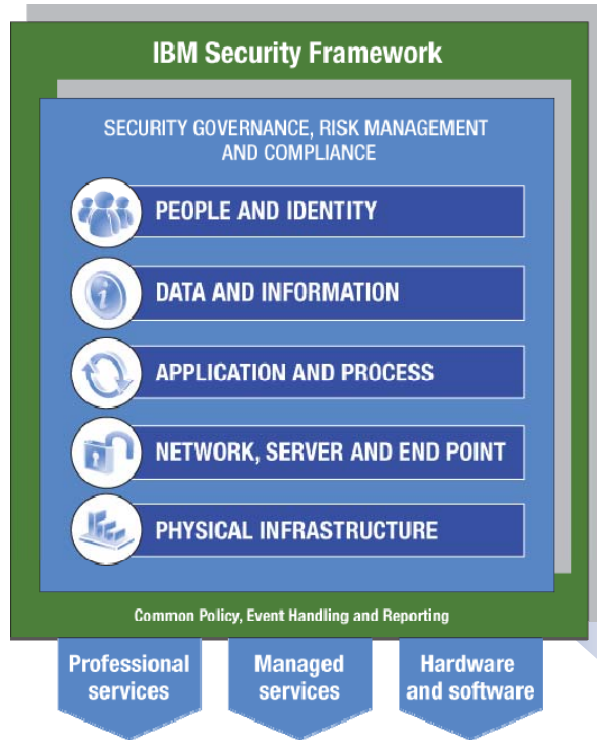 IBM Security Framework
SECURITY GOVERNANCE, RISK MANAGEMENT
AND COMPLIANCE
PEOPLE AND IDENTITY
i
DATA AND INFORMATION
APPLICATION AND PROCESS
NETWORK, SERVER AND END POINT
PHYSICAL INFRASTRUCTURE
Common Policy, Event Handling and Reporting
Professional
services
Managed
services
Hardware
and software